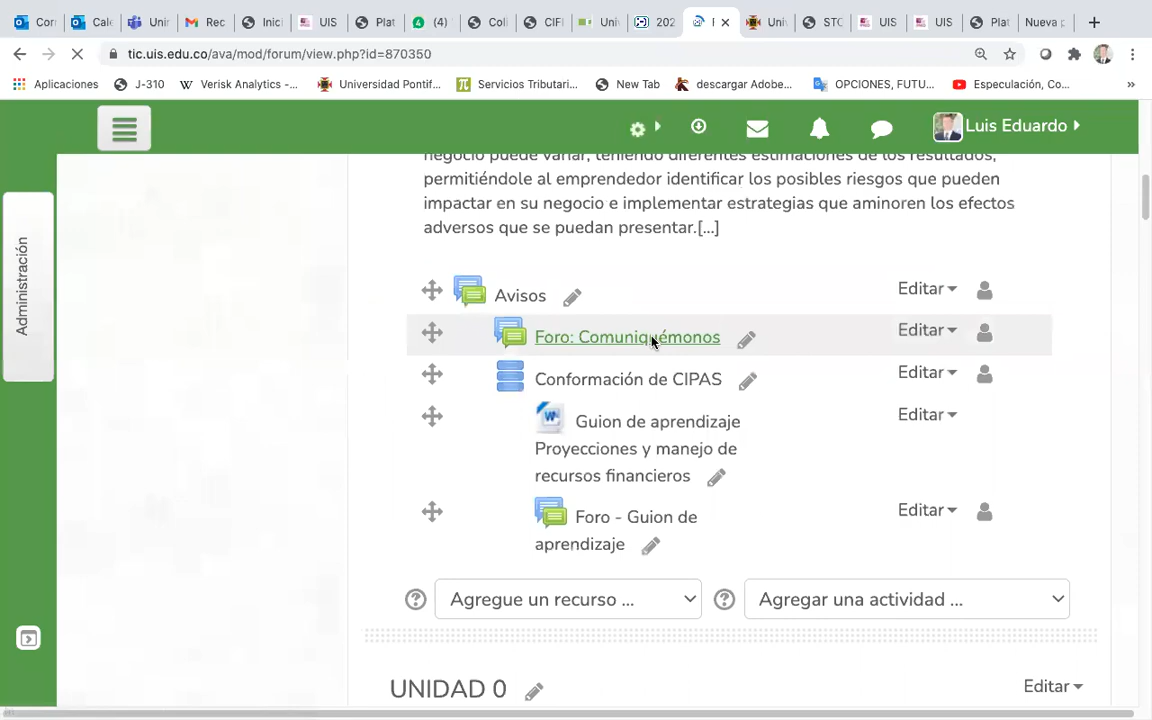 Cor
Cale
Unir
Rec
Inici
UIS
Plat
(4)
Coli
CIF
Univ
202
Univ
STC
UIS
UIS
Plat
Nueva p
tic.uis.edu.co/ava/mod/forum/view.php?id=870350
Aplicaciones
J-310
Verisk Analytics -...
Universidad Pontif...
Servicios Tributari...
New Tab
descargar Adobe...
OPCIONES, FUTU...
Especulación, Co...
»
Luis Eduardo
Administración
negocio puede variar, teniendo diferentes estimaciones de los resultados,
permitiéndole al emprendedor identificar los posibles riesgos que pueden
impactar en su negocio e implementar estrategias que aminoren los efectos
adversos que se puedan presentar.[...]
Avisos
Editar
Foro: Comuniquémonos
Editar
Conformación de CIPAS
Editar
Guion de aprendizaje
Proyecciones y manejo de
recursos financieros
Editar
Foro - Guion de
aprendizaje
Editar
Agregue un recurso ...
Agregar una actividad ...
UNIDAD 0
Editar